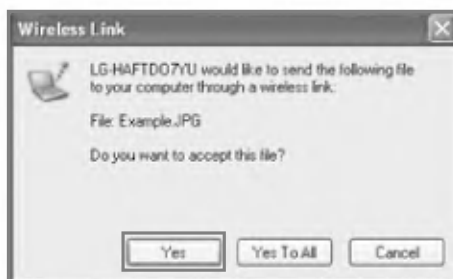 Wireless Link
LG-HAFTDO7YU would like to send the following file
to your computer through a wireless link.
File: Example.JPG
Do you want to accept this file?
Yes
Yes To All
Cancel